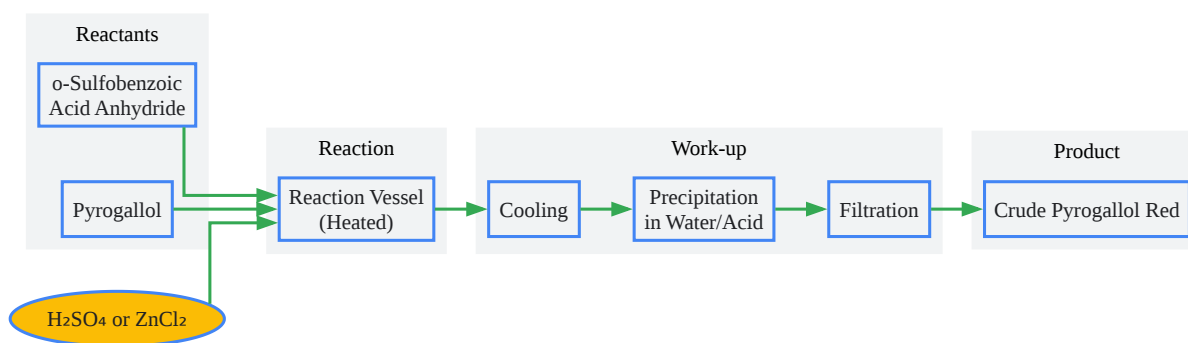 Reactants
o-Sulfobenzoic
Acid Anhydride
Pyrogallol
H₂SO₄ or ZnCl₂
Reaction
Reaction Vessel
(Heated)
Work-up
Cooling
Precipitation
in Water/Acid
Filtration
Product
Crude Pyrogallol Red